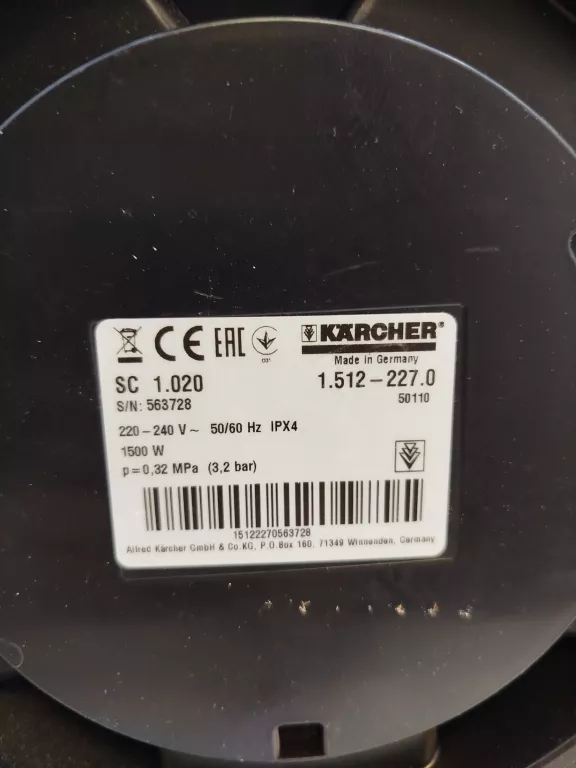 CE EAC
KÄRCHER®
Made in Germany
SC 1.020
1.512-227.0
S/N: 563728
50110
220-240 V~ 50/60 Hz IPX4
1500 W
p=0,32 MPa (3,2 bar)
15122270563728
Alfred Kärcher GmbH & Co.KG, P.O.Box 160, 71349 Winnenden, Germany